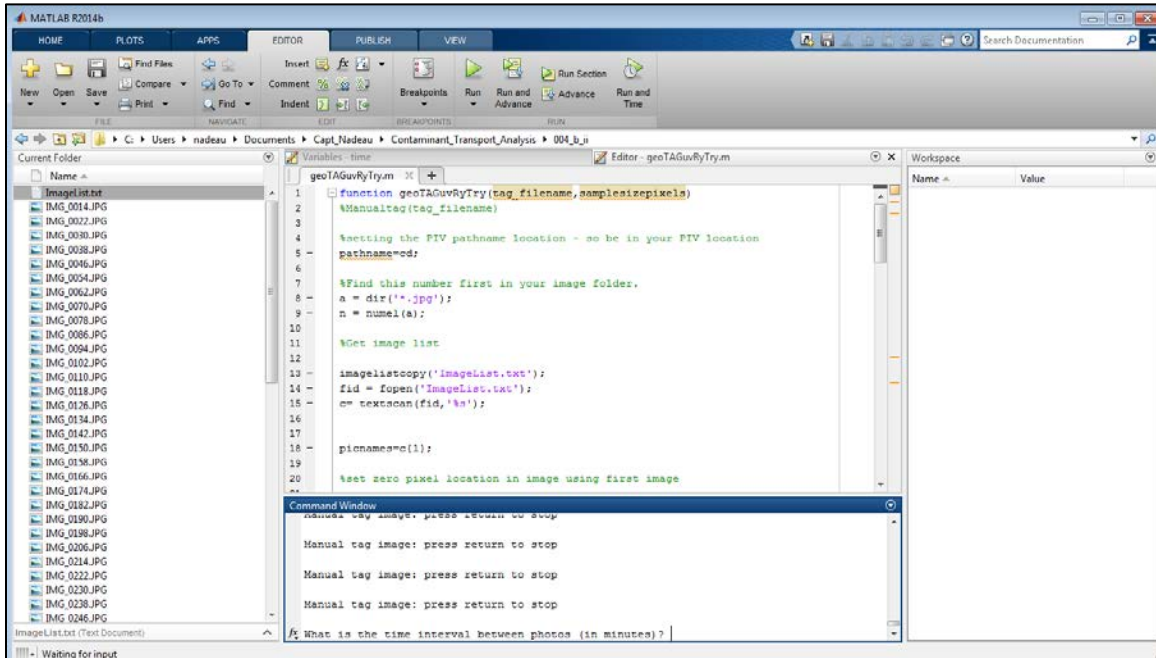 MATLAB R2014b
HOME PLOTS APPS EDITOR PUBLISH VIEW
Search Documentation
New Open Save Find Files Compare Print
Go To Find
Insert fx
Comment
Indent
Breakpoints Run Run and Advance Run Section Advance Run and Time
FILE NAVIGATE EDIT BREAKPOINTS RUN
C: Users nadeau Documents Capt_Nadeau Contaminant_Transport_Analysis 004_b_ii
Current Folder
Name
ImageList.txt
IMG_0014.JPG
IMG_0022.JPG
IMG_0030.JPG
IMG_0038.JPG
IMG_0046.JPG
IMG_0054.JPG
IMG_0062.JPG
IMG_0070.JPG
IMG_0078.JPG
IMG_0086.JPG
IMG_0094.JPG
IMG_0102.JPG
IMG_0110.JPG
IMG_0118.JPG
IMG_0126.JPG
IMG_0134.JPG
IMG_0142.JPG
IMG_0150.JPG
IMG_0158.JPG
IMG_0166.JPG
IMG_0174.JPG
IMG_0182.JPG
IMG_0190.JPG
IMG_0198.JPG
IMG_0206.JPG
IMG_0214.JPG
IMG_0222.JPG
IMG_0230.JPG
IMG_0238.JPG
IMG_0246.JPG
ImageList.txt (Text Document)
Waiting for input
Variables - time
Editor - geoTAGuvRyTry.m
geoTAGuvRyTry.m
1 function geoTAGuvRyTry(tag_filename,samplesizepixels)
2 %Manualtag(tag_filename)
3
4 %setting the PIV pathname location - so be in your PIV location
5 - pathname=cd;
6
7 %Find this number first in your image folder.
8 - a = dir('*.jpg');
9 - n = numel(a);
10
11 %Get image list
12
13 - imagelistcopy('ImageList.txt');
14 - fid = fopen('ImageList.txt');
15 - c= textscan(fid,'%s');
16
17
18 - picnames=c{1};
19
20 %set zero pixel location in image using first image
Command Window
Manual tag image: press return to stop
Manual tag image: press return to stop
Manual tag image: press return to stop
Manual tag image: press return to stop
fx What is the time interval between photos (in minutes)?
Workspace
Name Value